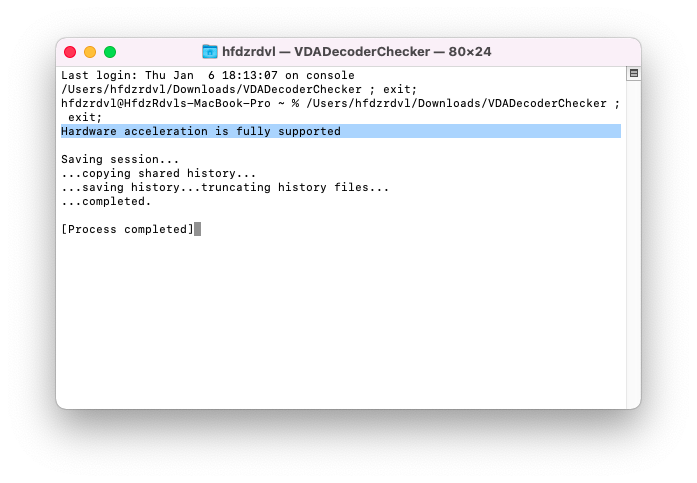 hfdzrdvl — VDADecoderChecker — 80×24
Last login: Thu Jan  6 18:13:07 on console
/Users/hfdzrdvl/Downloads/VDADecoderChecker ; exit;
hfdzrdvl@HfdzRdvls-MacBook-Pro ~ % /Users/hfdzrdvl/Downloads/VDADecoderChecker ;
 exit;
Hardware acceleration is fully supported
Saving session...
...copying shared history...
...saving history...truncating history files...
...completed.
[Process completed]